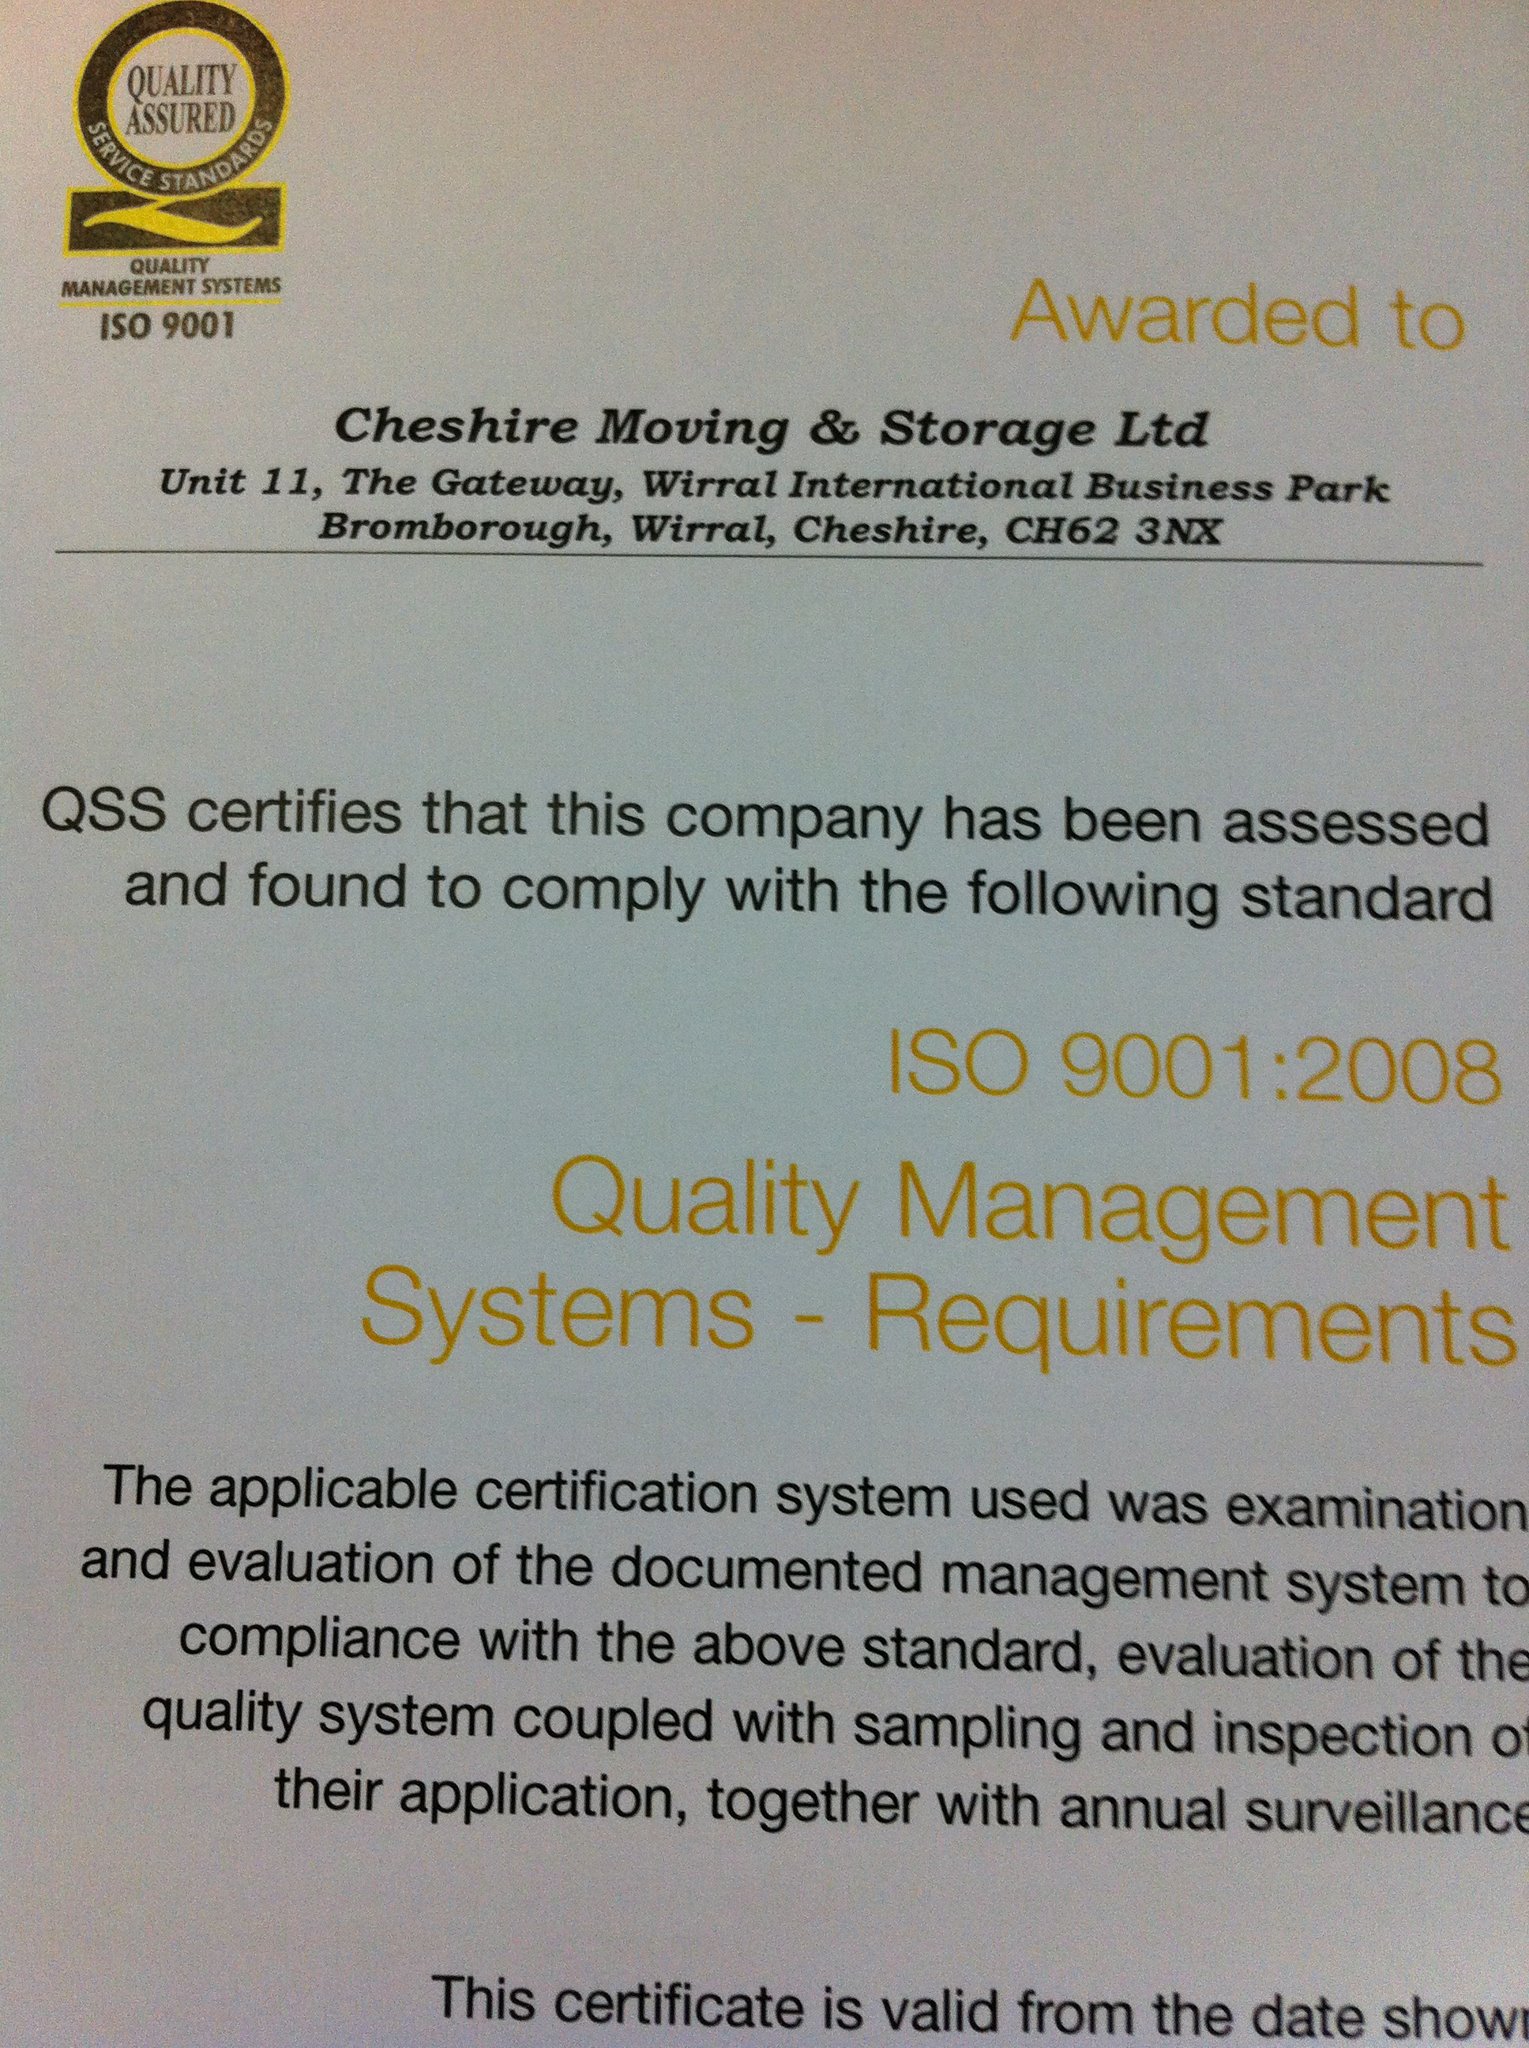 QUALITY
ASSURED
SERVICE STANDARDS
QUALITY
MANAGEMENT SYSTEMS
ISO 9001
Awarded to
Cheshire Moving & Storage Ltd
Unit 11, The Gateway, Wirral International Business Park
Bromborough, Wirral, Cheshire, CH62 3NX
QSS certifies that this company has been assessed
and found to comply with the following standard
ISO 9001:2008
Quality Management
Systems - Requirements
The applicable certification system used was examination
and evaluation of the documented management system to
compliance with the above standard, evaluation of the
quality system coupled with sampling and inspection of
their application, together with annual surveillance
This certificate is valid from the date shown